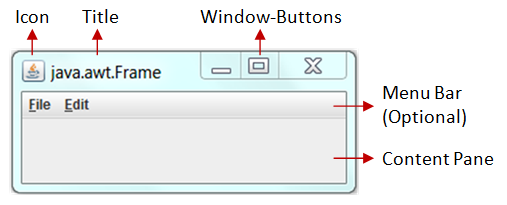 Icon Title Window-Buttons
java.awt.Frame
File Edit
Menu Bar
(Optional)
Content Pane